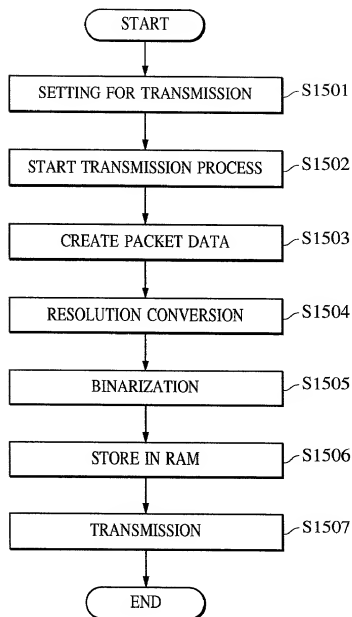 START
SETTING FOR TRANSMISSION S1501
START TRANSMISSION PROCESS S1502
CREATE PACKET DATA S1503
RESOLUTION CONVERSION S1504
BINARIZATION S1505
STORE IN RAM S1506
TRANSMISSION S1507
END